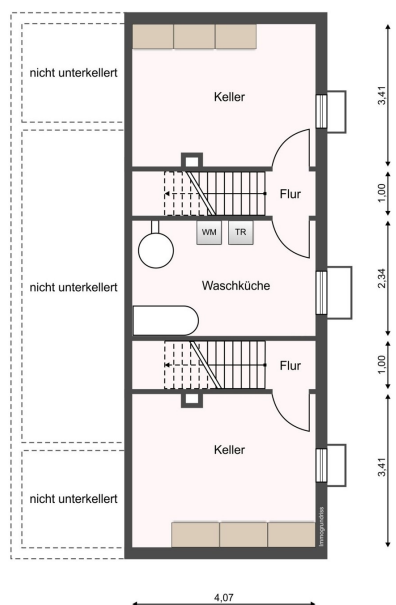 nicht unterkellert
Keller
3,41
Flur
1,00
WM
TR
nicht unterkellert
Waschküche
2,34
Flur
1,00
Keller
3,41
nicht unterkellert
Immogrundriss
4,07